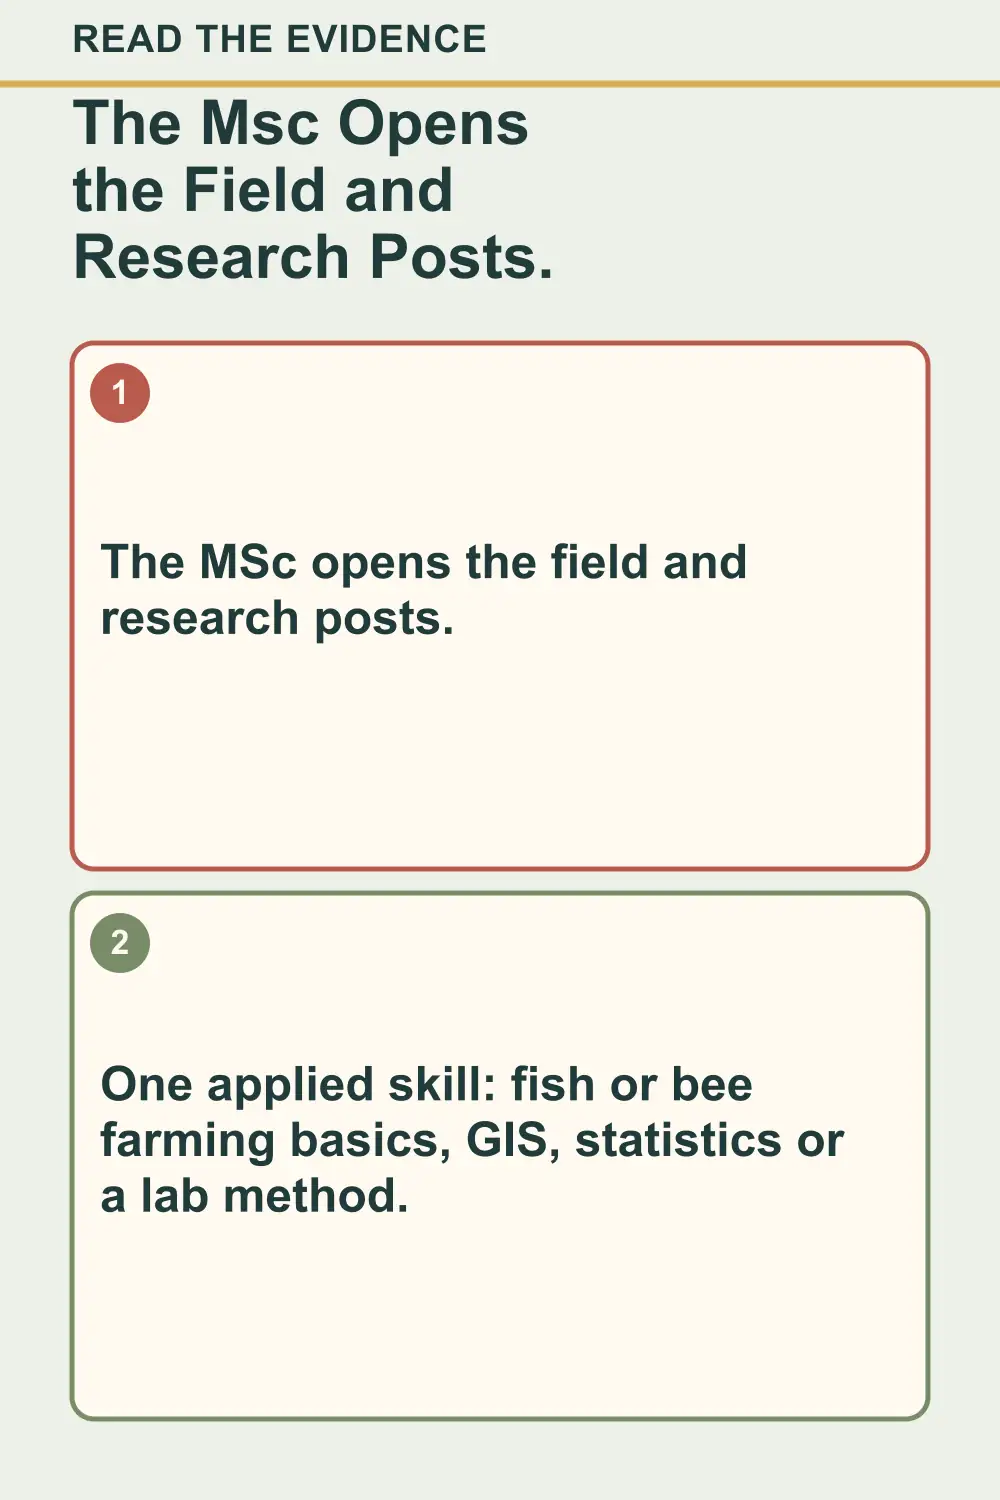 READ THE EVIDENCE
The Msc Opens
the Field and
Research Posts.
1
The MSc opens the field and
research posts.
2
One applied skill: fish or bee
farming basics, GIS, statistics or
a lab method.